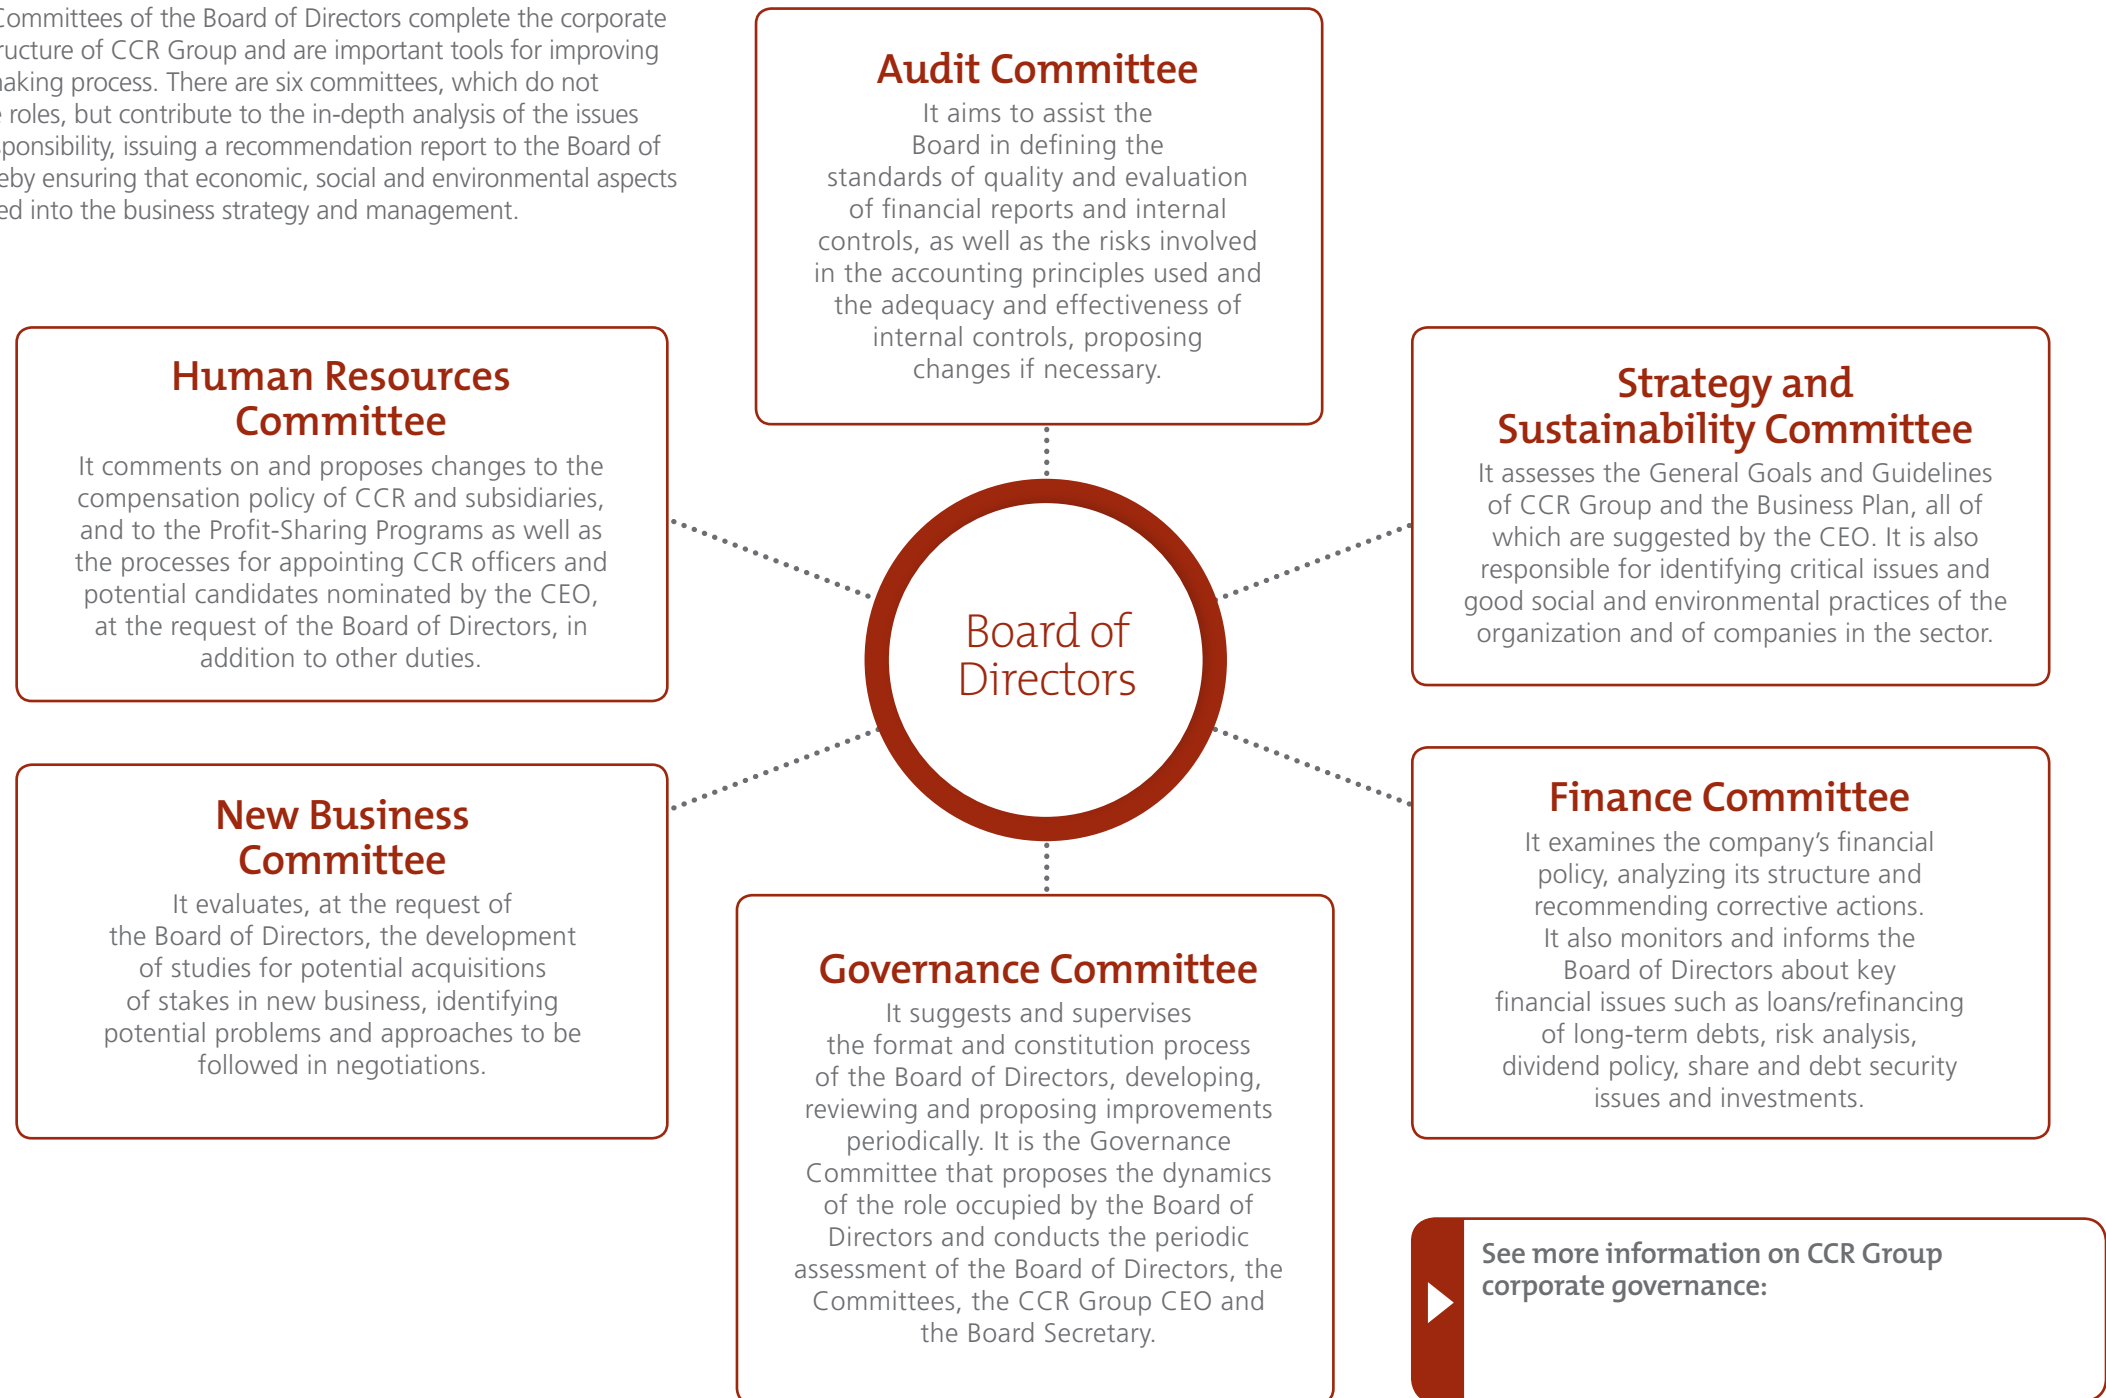 Committees of the Board of Directors complete the corporate
ructure of CCR Group and are important tools for improving
making process. There are six committees, which do not
roles, but contribute to the in-depth analysis of the issues
sponsibility, issuing a recommendation report to the Board of
eby ensuring that economic, social and environmental aspects
ed into the business strategy and management.
Audit Committee
It aims to assist the
Board in defining the
standards of quality and evaluation
of financial reports and internal
controls, as well as the risks involved
in the accounting principles used and
the adequacy and effectiveness of
internal controls, proposing
changes if necessary.
Human Resources
Committee
It comments on and proposes changes to the
compensation policy of CCR and subsidiaries,
and to the Profit-Sharing Programs as well as
the processes for appointing CCR officers and
potential candidates nominated by the CEO,
at the request of the Board of Directors, in
addition to other duties.
Strategy and
Sustainability Committee
It assesses the General Goals and Guidelines
of CCR Group and the Business Plan, all of
which are suggested by the CEO. It is also
responsible for identifying critical issues and
good social and environmental practices of the
organization and of companies in the sector.
Board of
Directors
New Business
Committee
It evaluates, at the request of
the Board of Directors, the development
of studies for potential acquisitions
of stakes in new business, identifying
potential problems and approaches to be
followed in negotiations.
Finance Committee
It examines the company's financial
policy, analyzing its structure and
recommending corrective actions.
It also monitors and informs the
Board of Directors about key
financial issues such as loans/refinancing
of long-term debts, risk analysis,
dividend policy, share and debt security
issues and investments.
Governance Committee
It suggests and supervises
the format and constitution process
of the Board of Directors, developing,
reviewing and proposing improvements
periodically. It is the Governance
Committee that proposes the dynamics
of the role occupied by the Board of
Directors and conducts the periodic
assessment of the Board of Directors, the
Committees, the CCR Group CEO and
the Board Secretary.
See more information on CCR Group
corporate governance: